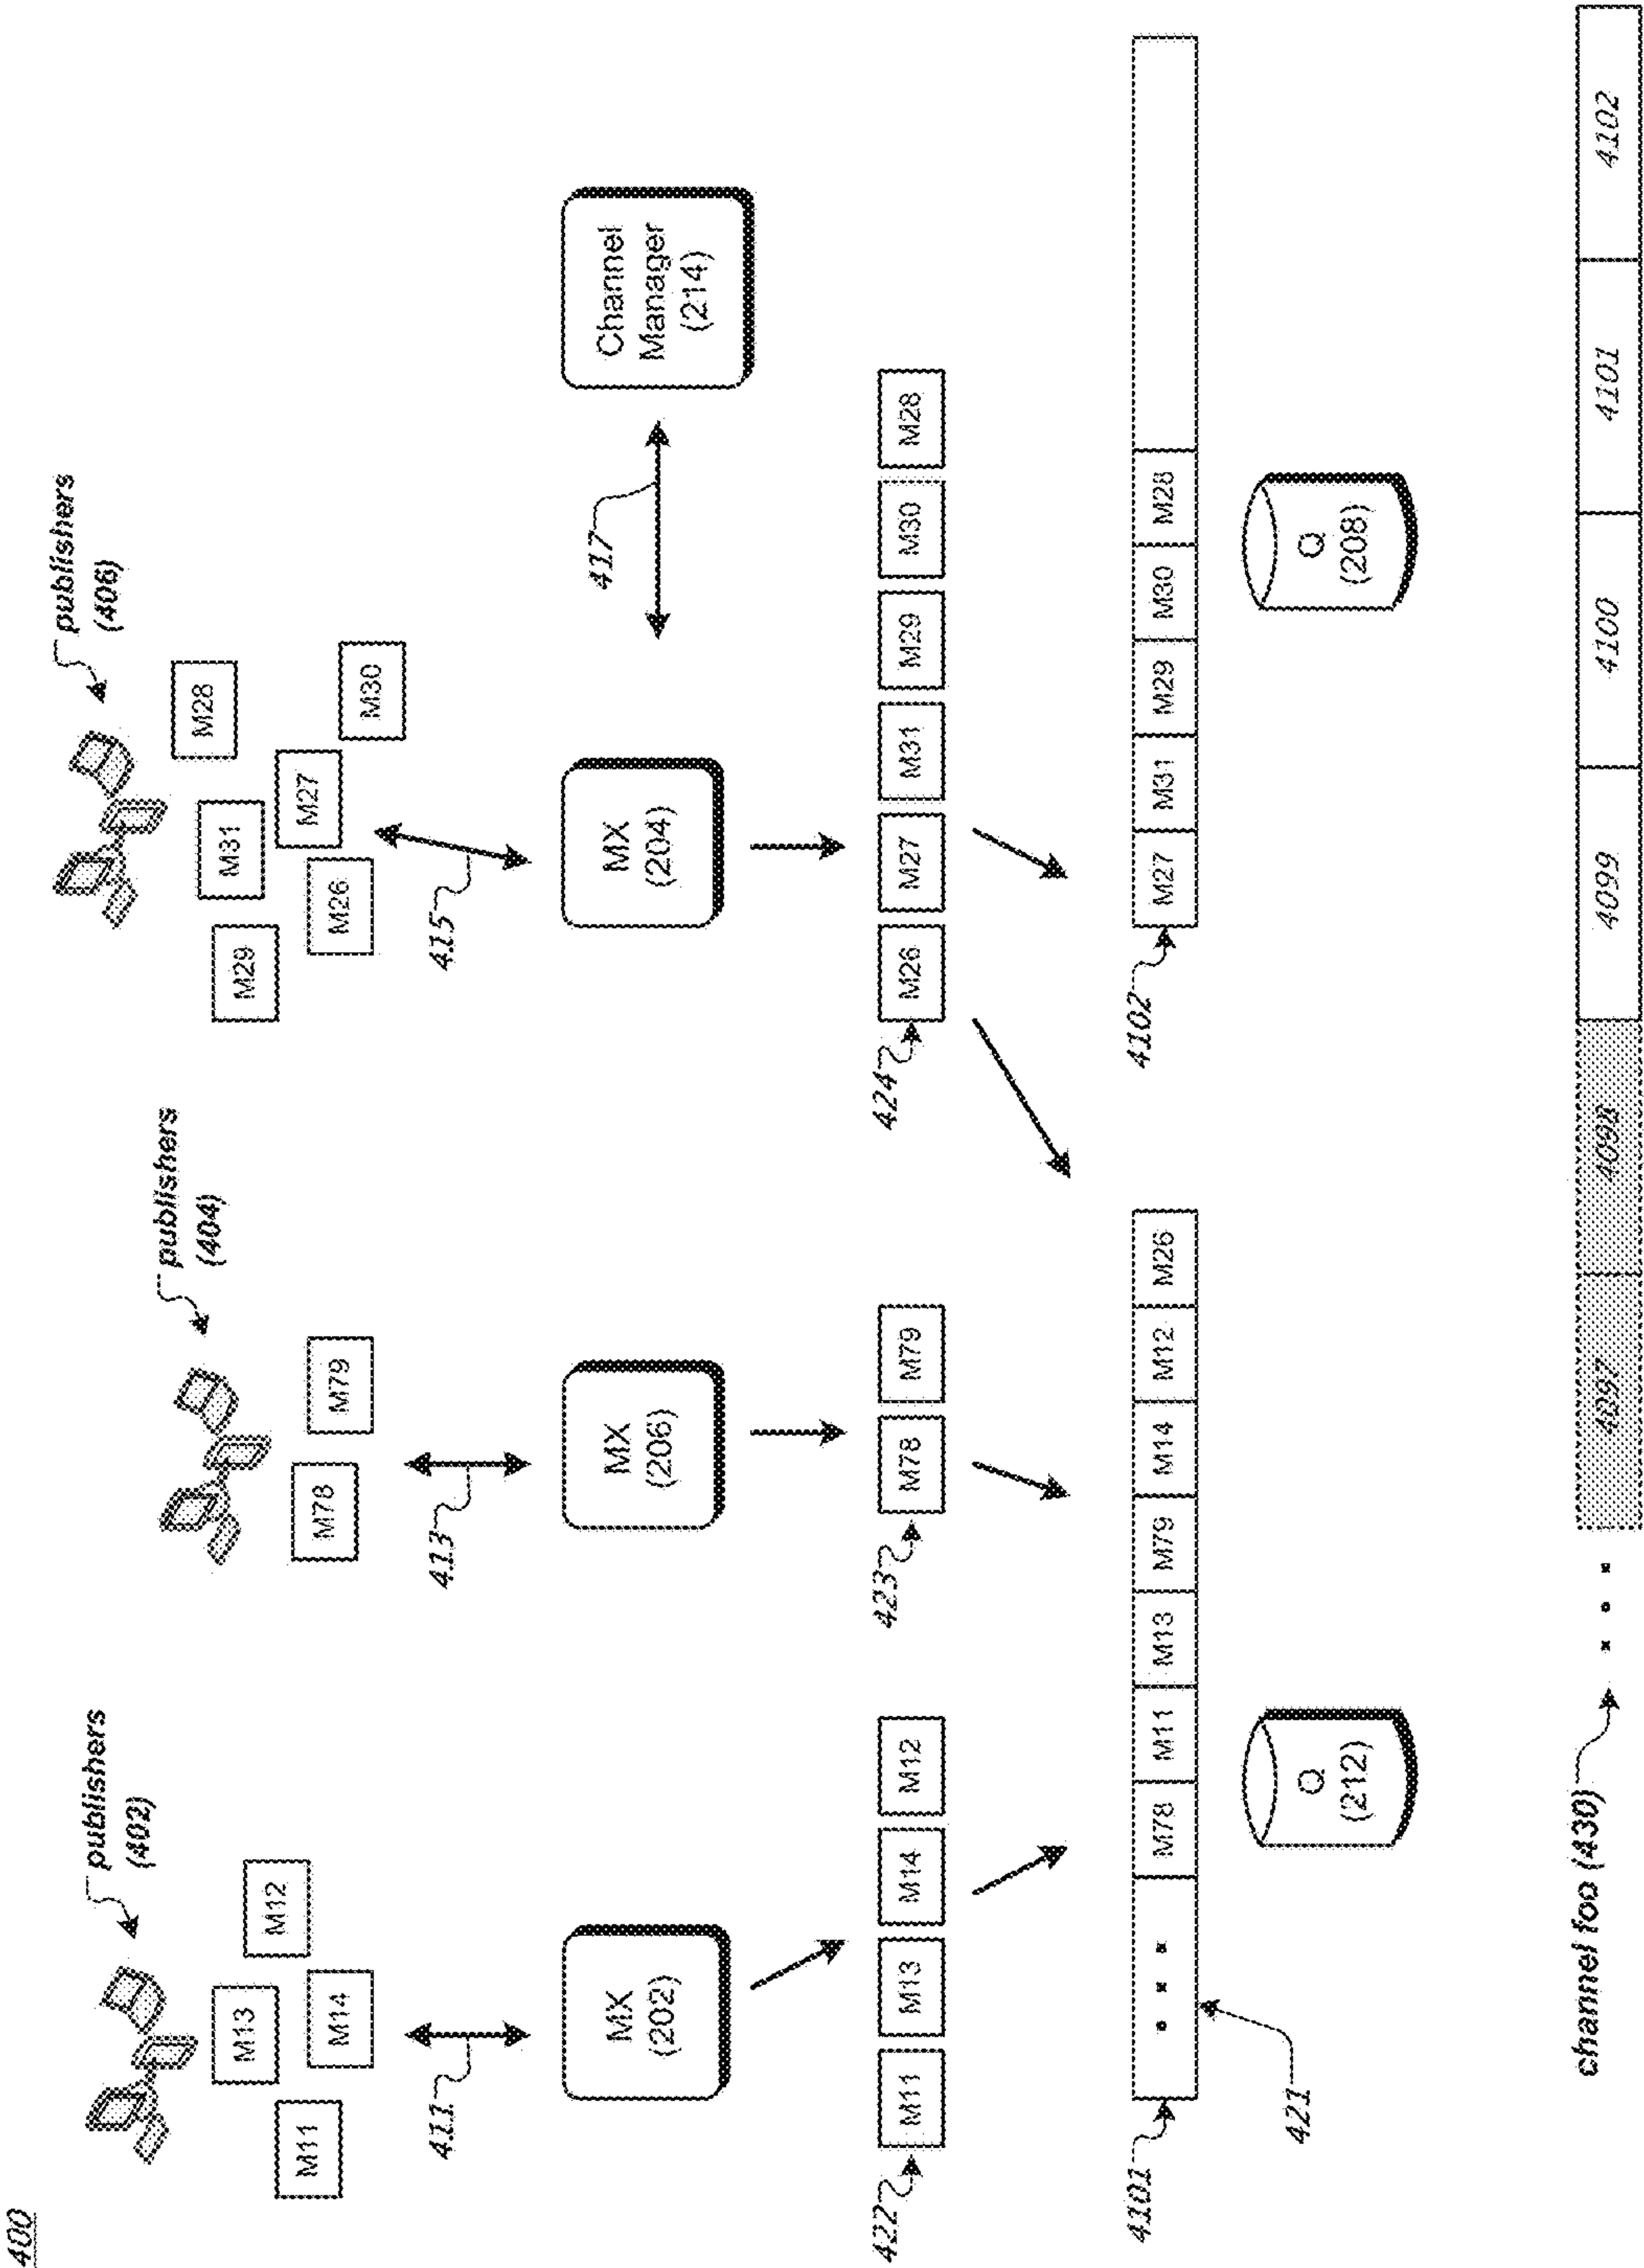 400
publishers
(402)
publishers
(404)
publishers
(406)
M11
M13
M14
M12
M78
M79
M29
M26
M31
M27
M28
M30
411
413
415
417
MX
(202)
MX
(206)
MX
(204)
Channel
Manager
(214)
422
M11
M13
M14
M12
423
M78
M79
424
M26
M27
M31
M29
M30
M28
4101
M78
M11
M13
M79
M14
M12
M26
4102
M27
M31
M29
M30
M28
421
Q
(212)
Q
(208)
channel foo (430)
4097
4098
4099
4100
4101
4102